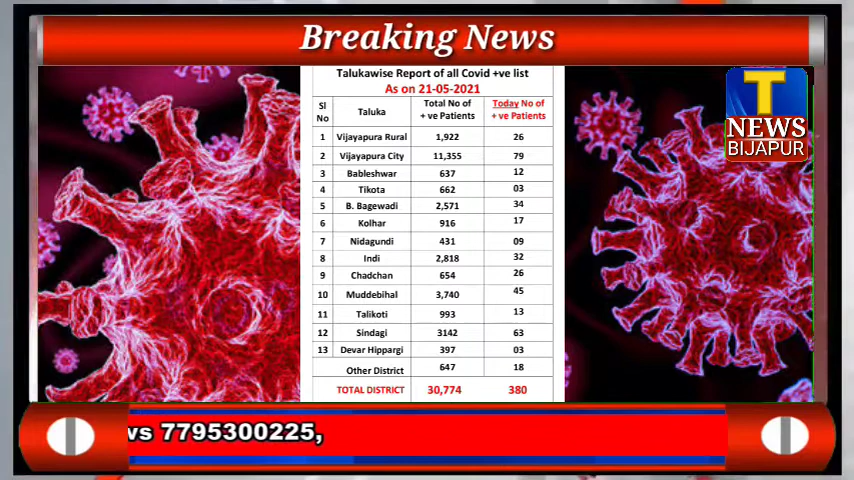 Breaking News
Talukawise Report of all Covid +ve list
As on 21-05-2021
Sl No Taluka Total No of + ve Patients Today No of + ve Patients
1 Vijayapura Rural 1,922 26
2 Vijayapura City 11,355 79
3 Bableshwar 637 12
4 Tikota 662 03
5 B. Bagewadi 2,571 34
6 Kolhar 916 17
7 Nidagundi 431 09
8 Indi 2,818 32
9 Chadchan 654 26
10 Muddebihal 3,740 45
11 Talikoti 993 13
12 Sindagi 3142 63
13 Devar Hippargi 397 03
Other District 647 18
TOTAL DISTRICT 30,774 380
T
NEWS
BIJAPUR
vs 7795300225,